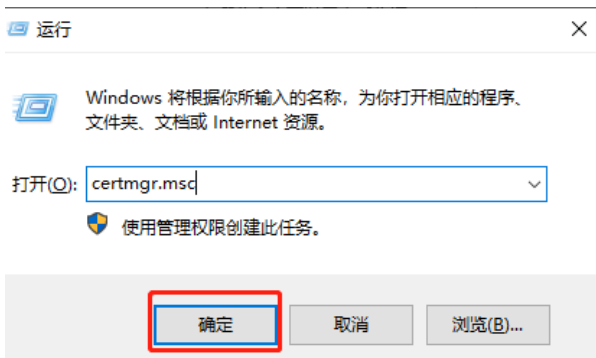 运行
Windows 将根据你所输入的名称，为你打开相应的程序、
文件夹、文档或 Internet 资源。
打开(O): certmgr.msc
使用管理权限创建此任务。
确定 取消 浏览(B)...